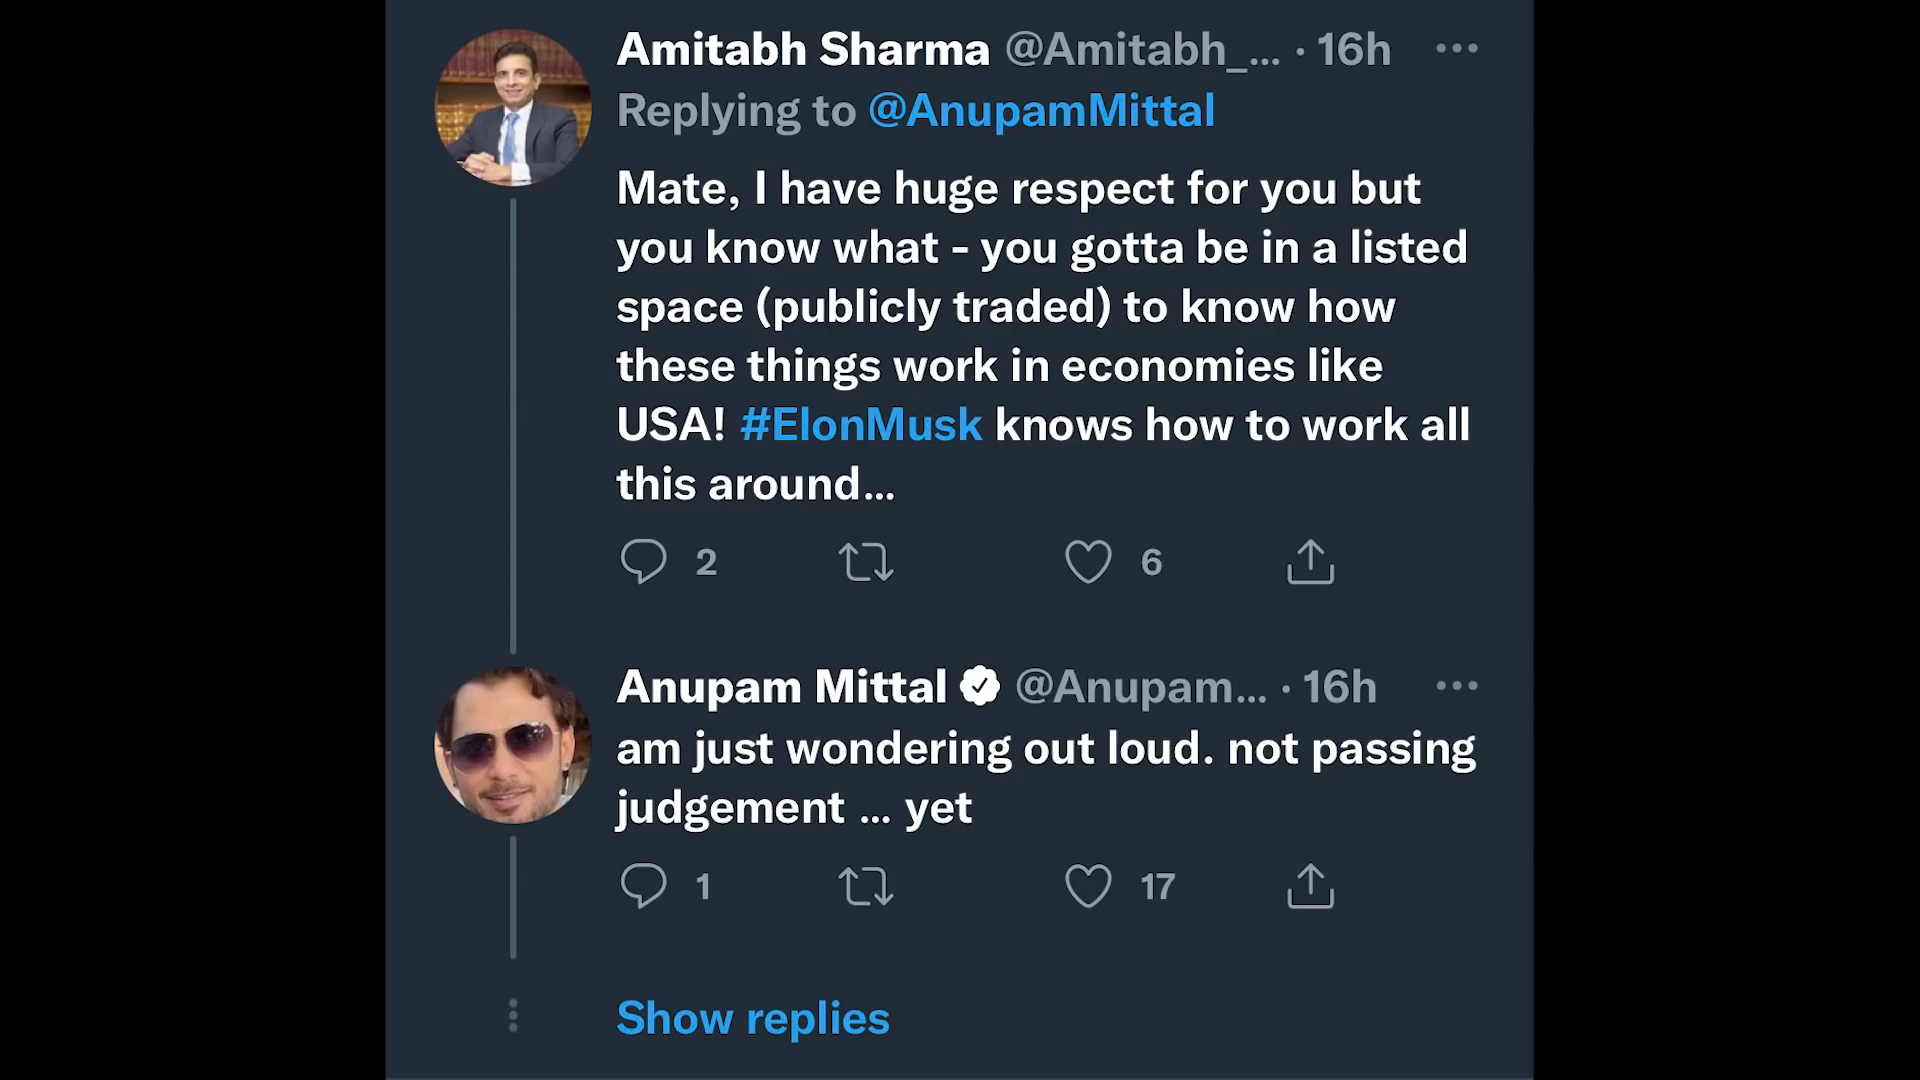 Amitabh Sharma @Amitabh_... · 16h
Replying to @AnupamMittal
Mate, I have huge respect for you but
you know what - you gotta be in a listed
space (publicly traded) to know how
these things work in economies like
USA! #ElonMusk knows how to work all
this around...
2 6
Anupam Mittal @Anupam... · 16h
am just wondering out loud. not passing
judgement ... yet
1 17
Show replies